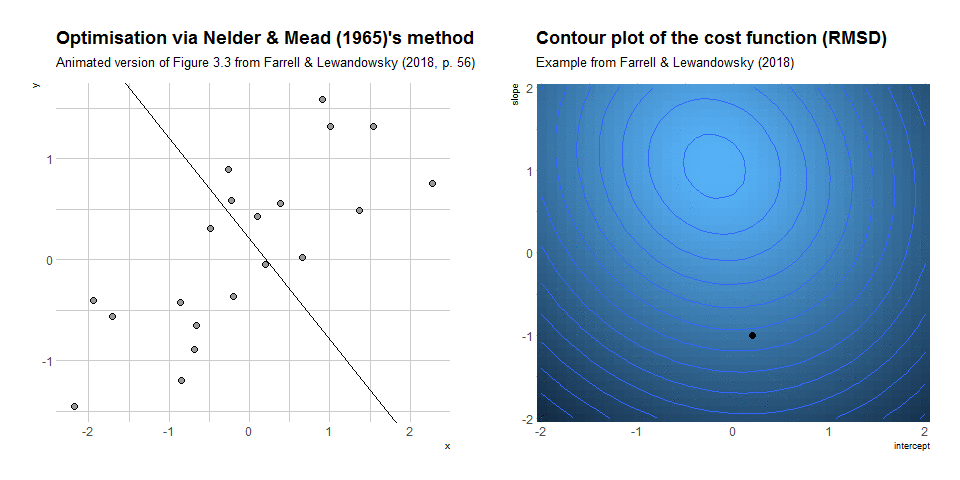 Optimisation via Nelder & Mead (1965)'s method
Animated version of Figure 3.3 from Farrell & Lewandowsky (2018, p. 56)
y
1
0
-1
-2
-1
0
1
2
x
Contour plot of the cost function (RMSD)
Example from Farrell & Lewandowsky (2018)
slope
2
1
0
-1
-2
-2
-1
0
1
2
intercept